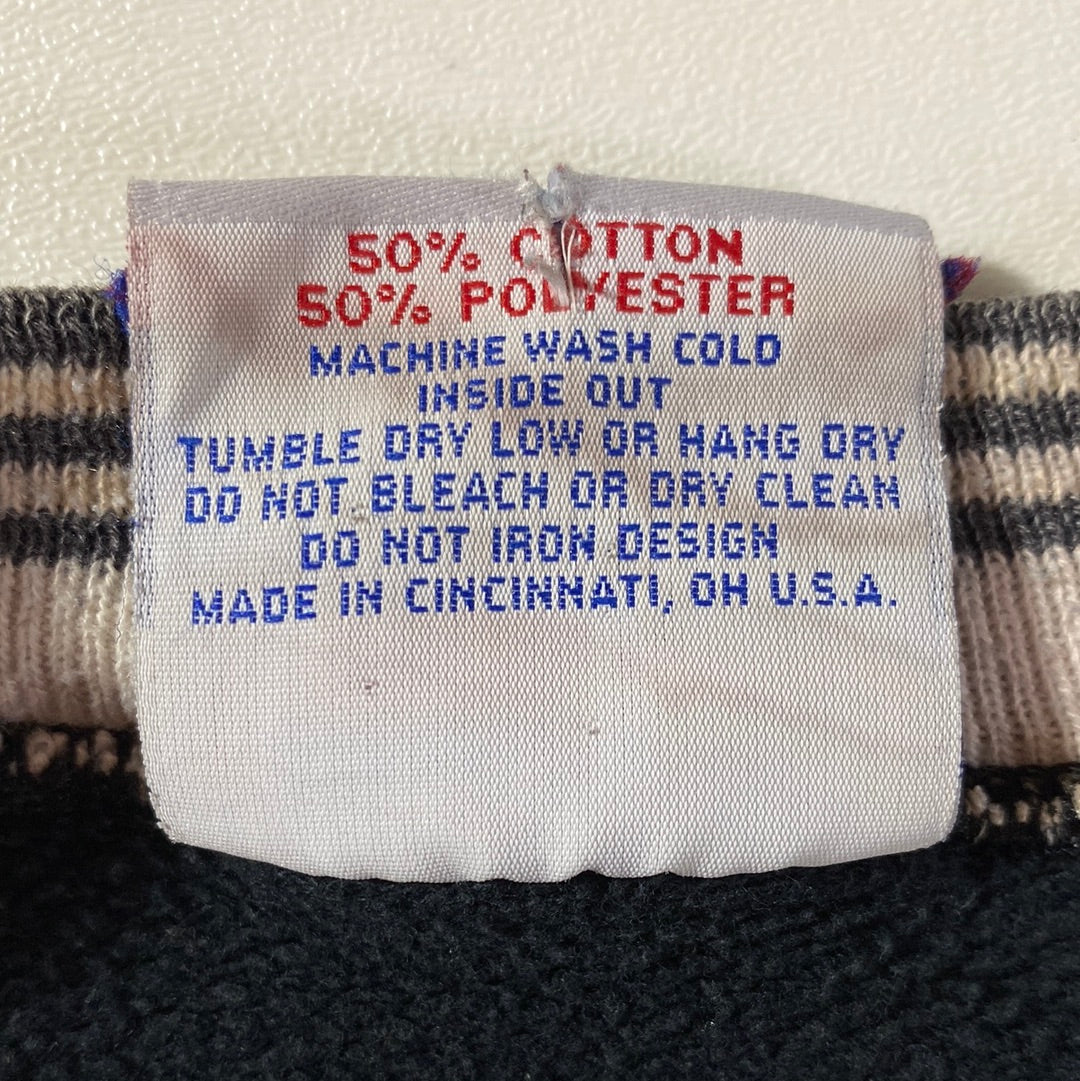 50% COTTON
50% POLYESTER
MACHINE WASH COLD
INSIDE OUT
TUMBLE DRY LOW OR HANG DRY
DO NOT BLEACH OR DRY CLEAN
DO NOT IRON DESIGN
MADE IN CINCINNATI, OH U.S.A.